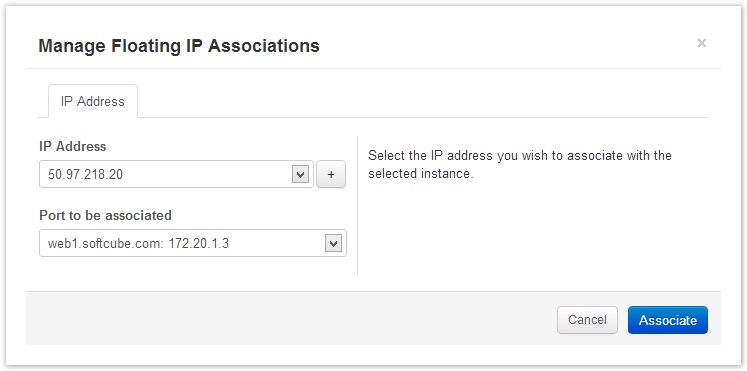 Manage Floating IP Associations
×
IP Address
IP Address
50.97.218.20
+
Select the IP address you wish to associate with the
selected instance.
Port to be associated
web1.softcube.com: 172.20.1.3
Cancel
Associate